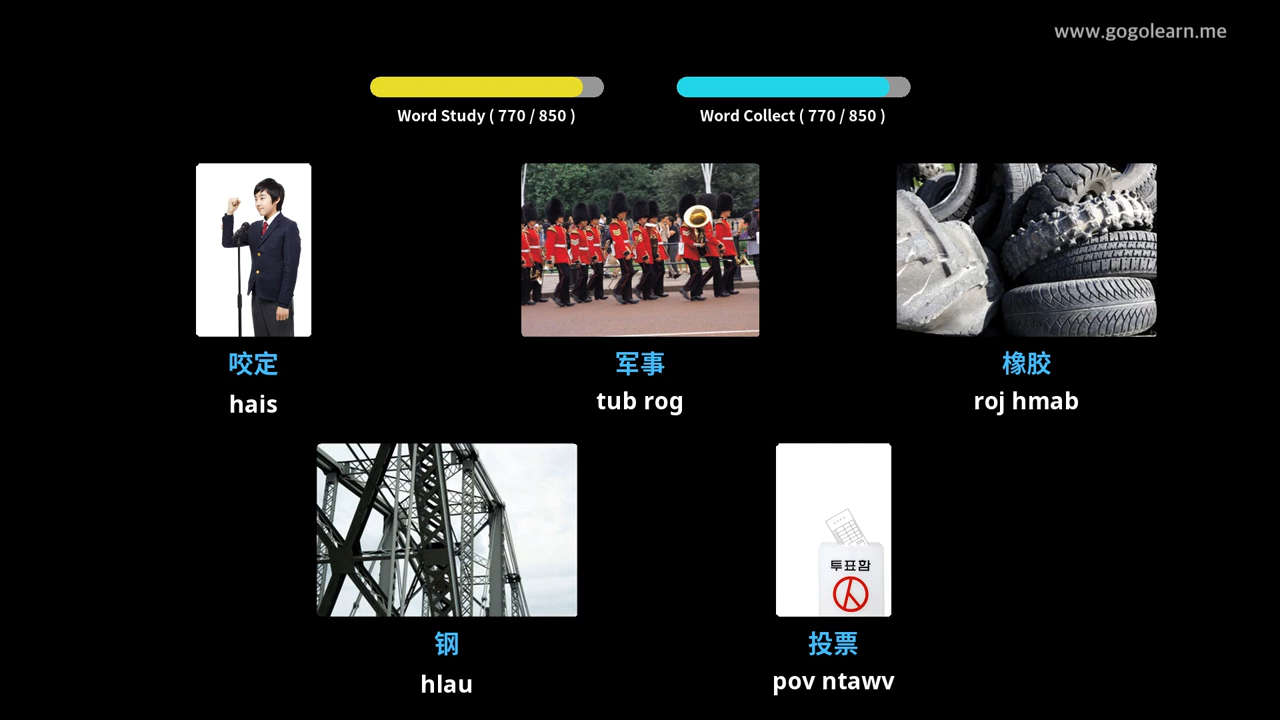 www.gogolearn.me
Word Study ( 770 / 850 )
Word Collect ( 770 / 850 )
咬定
hais
军事
tub rog
橡胶
roj hmab
투표함
钢
hlau
投票
pov ntawv